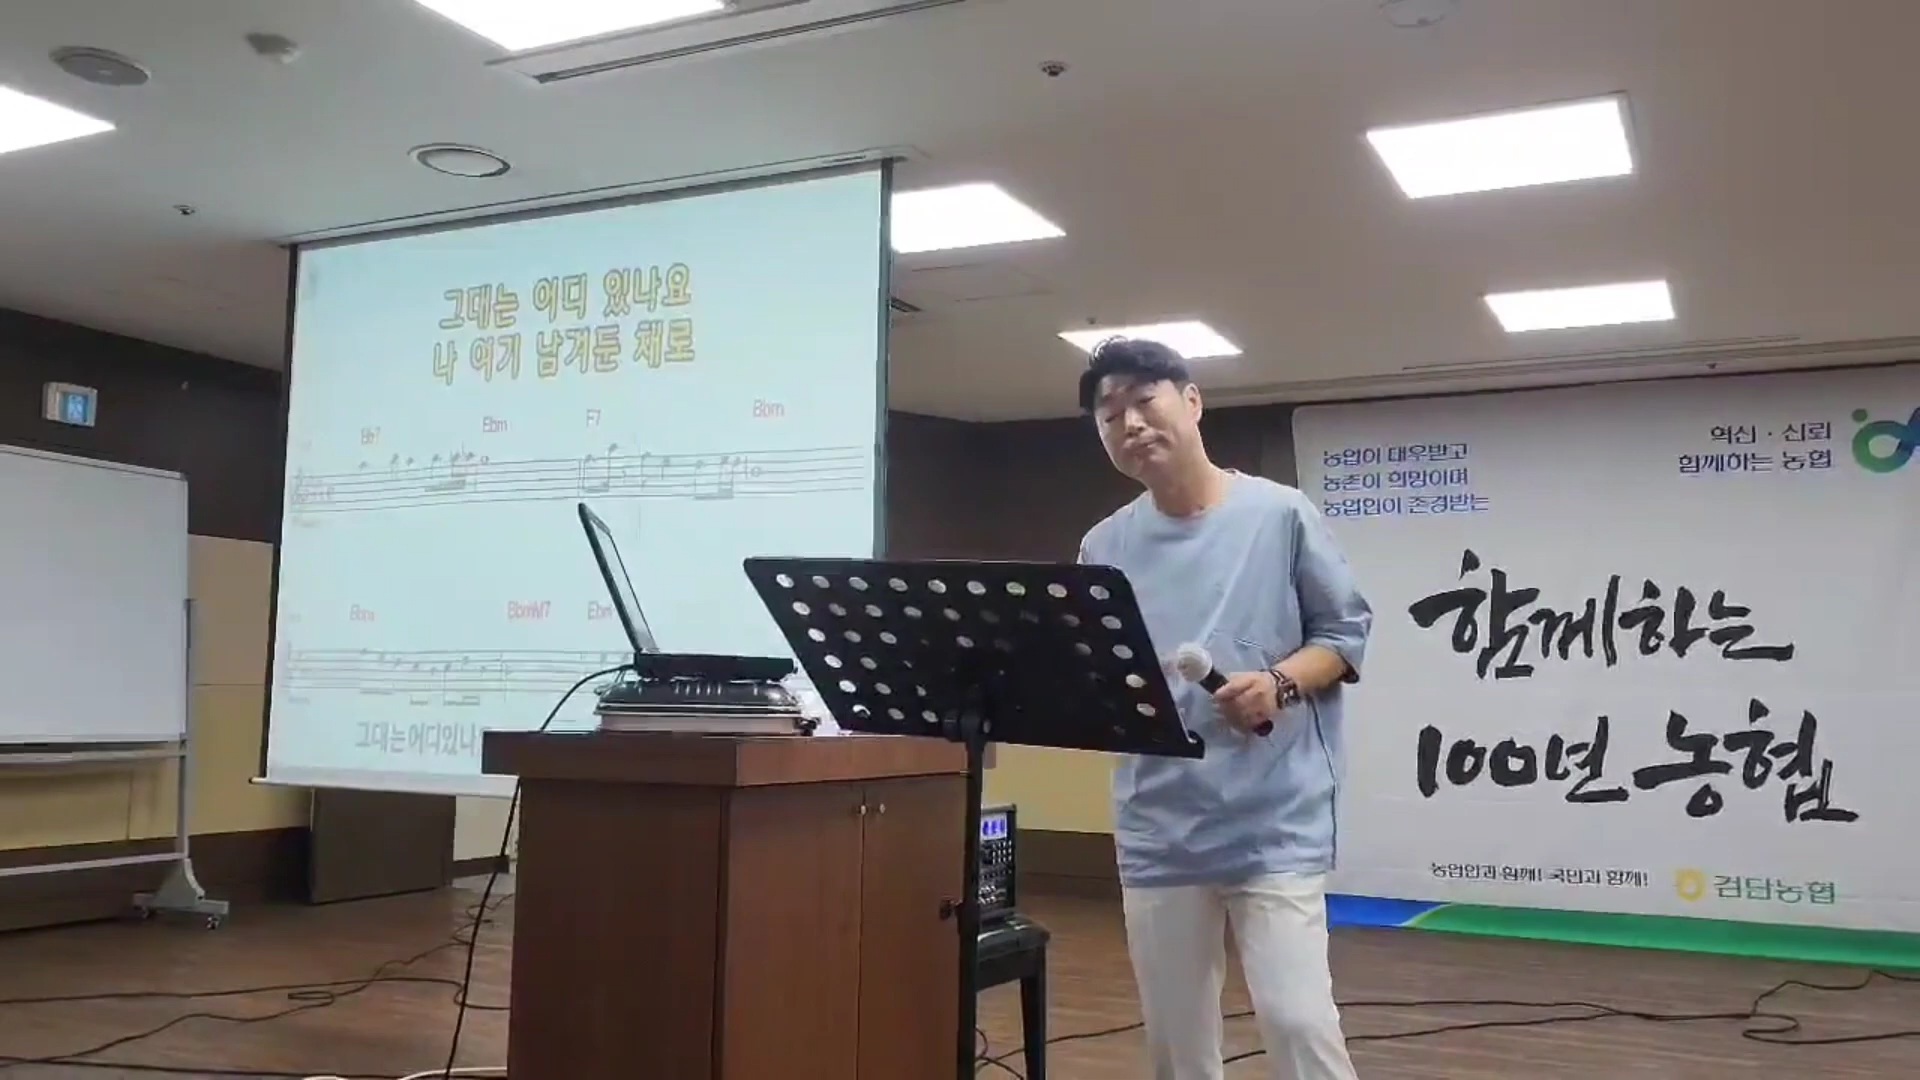 그대는 어디 있나요
나 여기 남겨둔 채로
Bb7 Ebm F7 Bbm
Bbm BbmM7 Ebm
그대는어디있나
농업이 대우받고
농촌이 희망이며
농업인이 존경받는
혁신 · 신뢰
함께하는 농협
함께하는
100년 농협
농업인과 함께! 국민과 함께!
검단농협